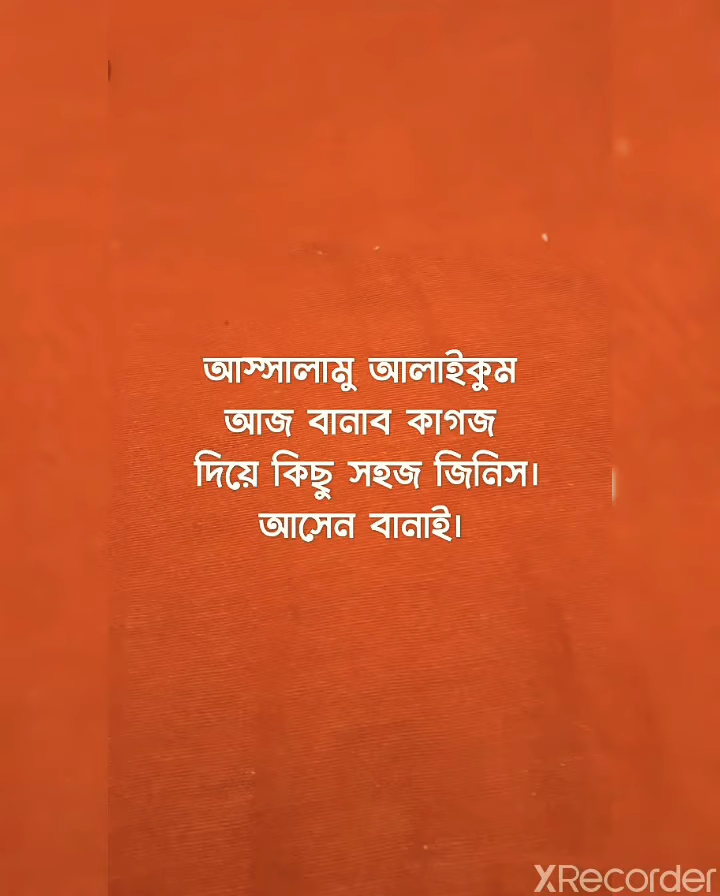 আস্সালামু আলাইকুম
আজ বানাব কাগজ
দিয়ে কিছু সহজ জিনিস।
আসেন বানাই।
XRecorder